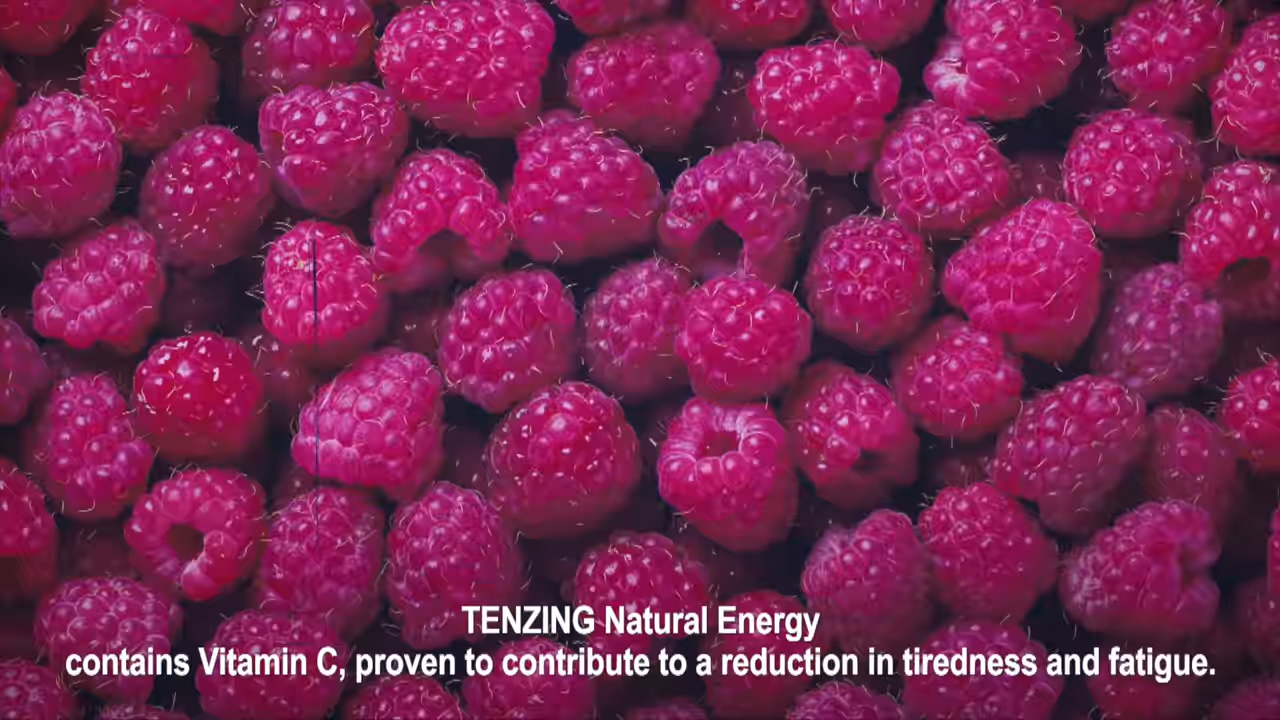 TENZING Natural Energy
contains Vitamin C, proven to contribute to a reduction in tiredness and fatigue.